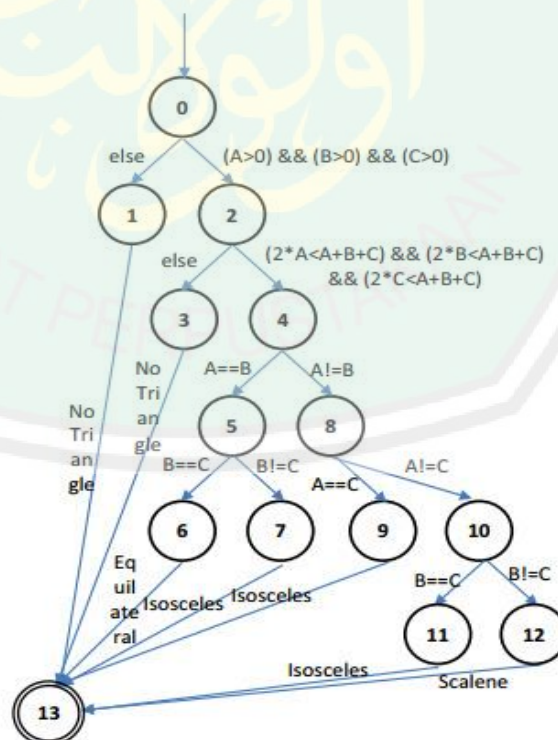 0
else
(A>0) && (B>0) && (C>0)
1
2
else
(2*A<A+B+C) && (2*B<A+B+C)
&& (2*C<A+B+C)
3
4
No
Tri
an
gle
A==B
A!=B
No
Tri
an
gle
5
8
B==C
B!=C
A==C
A!=C
6
7
9
10
Eq
uil
ate
ral
Isosceles
Isosceles
B==C
B!=C
11
12
Isosceles
Scalene
13